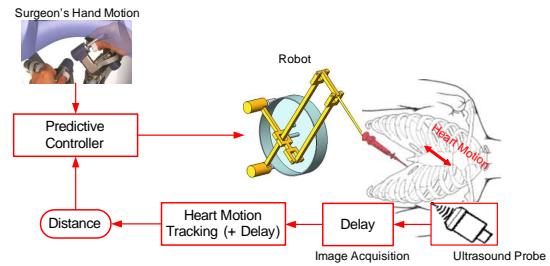 Surgeon's Hand Motion
Robot
Predictive
Controller
Heart Motion
Distance
Heart Motion
Tracking (+ Delay)
Delay
Image Acquisition
Ultrasound Probe